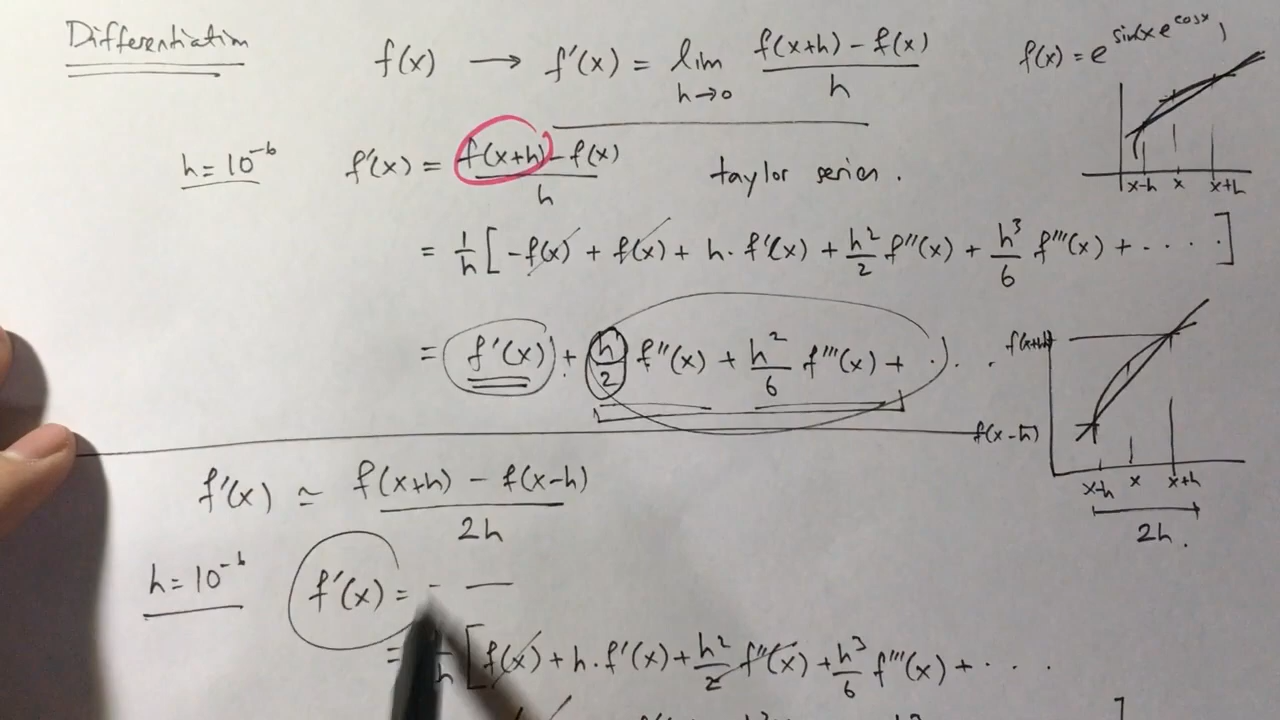 Differentiation
f(x) → f'(x) = lim h→0 (f(x+h) - f(x))/h
f(x) = e^{sin(x e^{cosx})}
h = 10^{-6}
f'(x) = (f(x+h) - f(x))/h
taylor series.
x-h x x+h
= 1/h [ -f(x) + f(x) + h. f'(x) + h²/2 f''(x) + h³/6 f'''(x) + . . . . ]
= f'(x) + h/2 f''(x) + h²/6 f'''(x) + . . .
f(x+h)
f(x-h)
x-h x x+h
2h.
f'(x) ≃ (f(x+h) - f(x-h))/2h
h = 10^{-6}
f'(x) =
= [ f(x) + h. f'(x) + h²/2 f''(x) + h³/6 f'''(x) + . . .